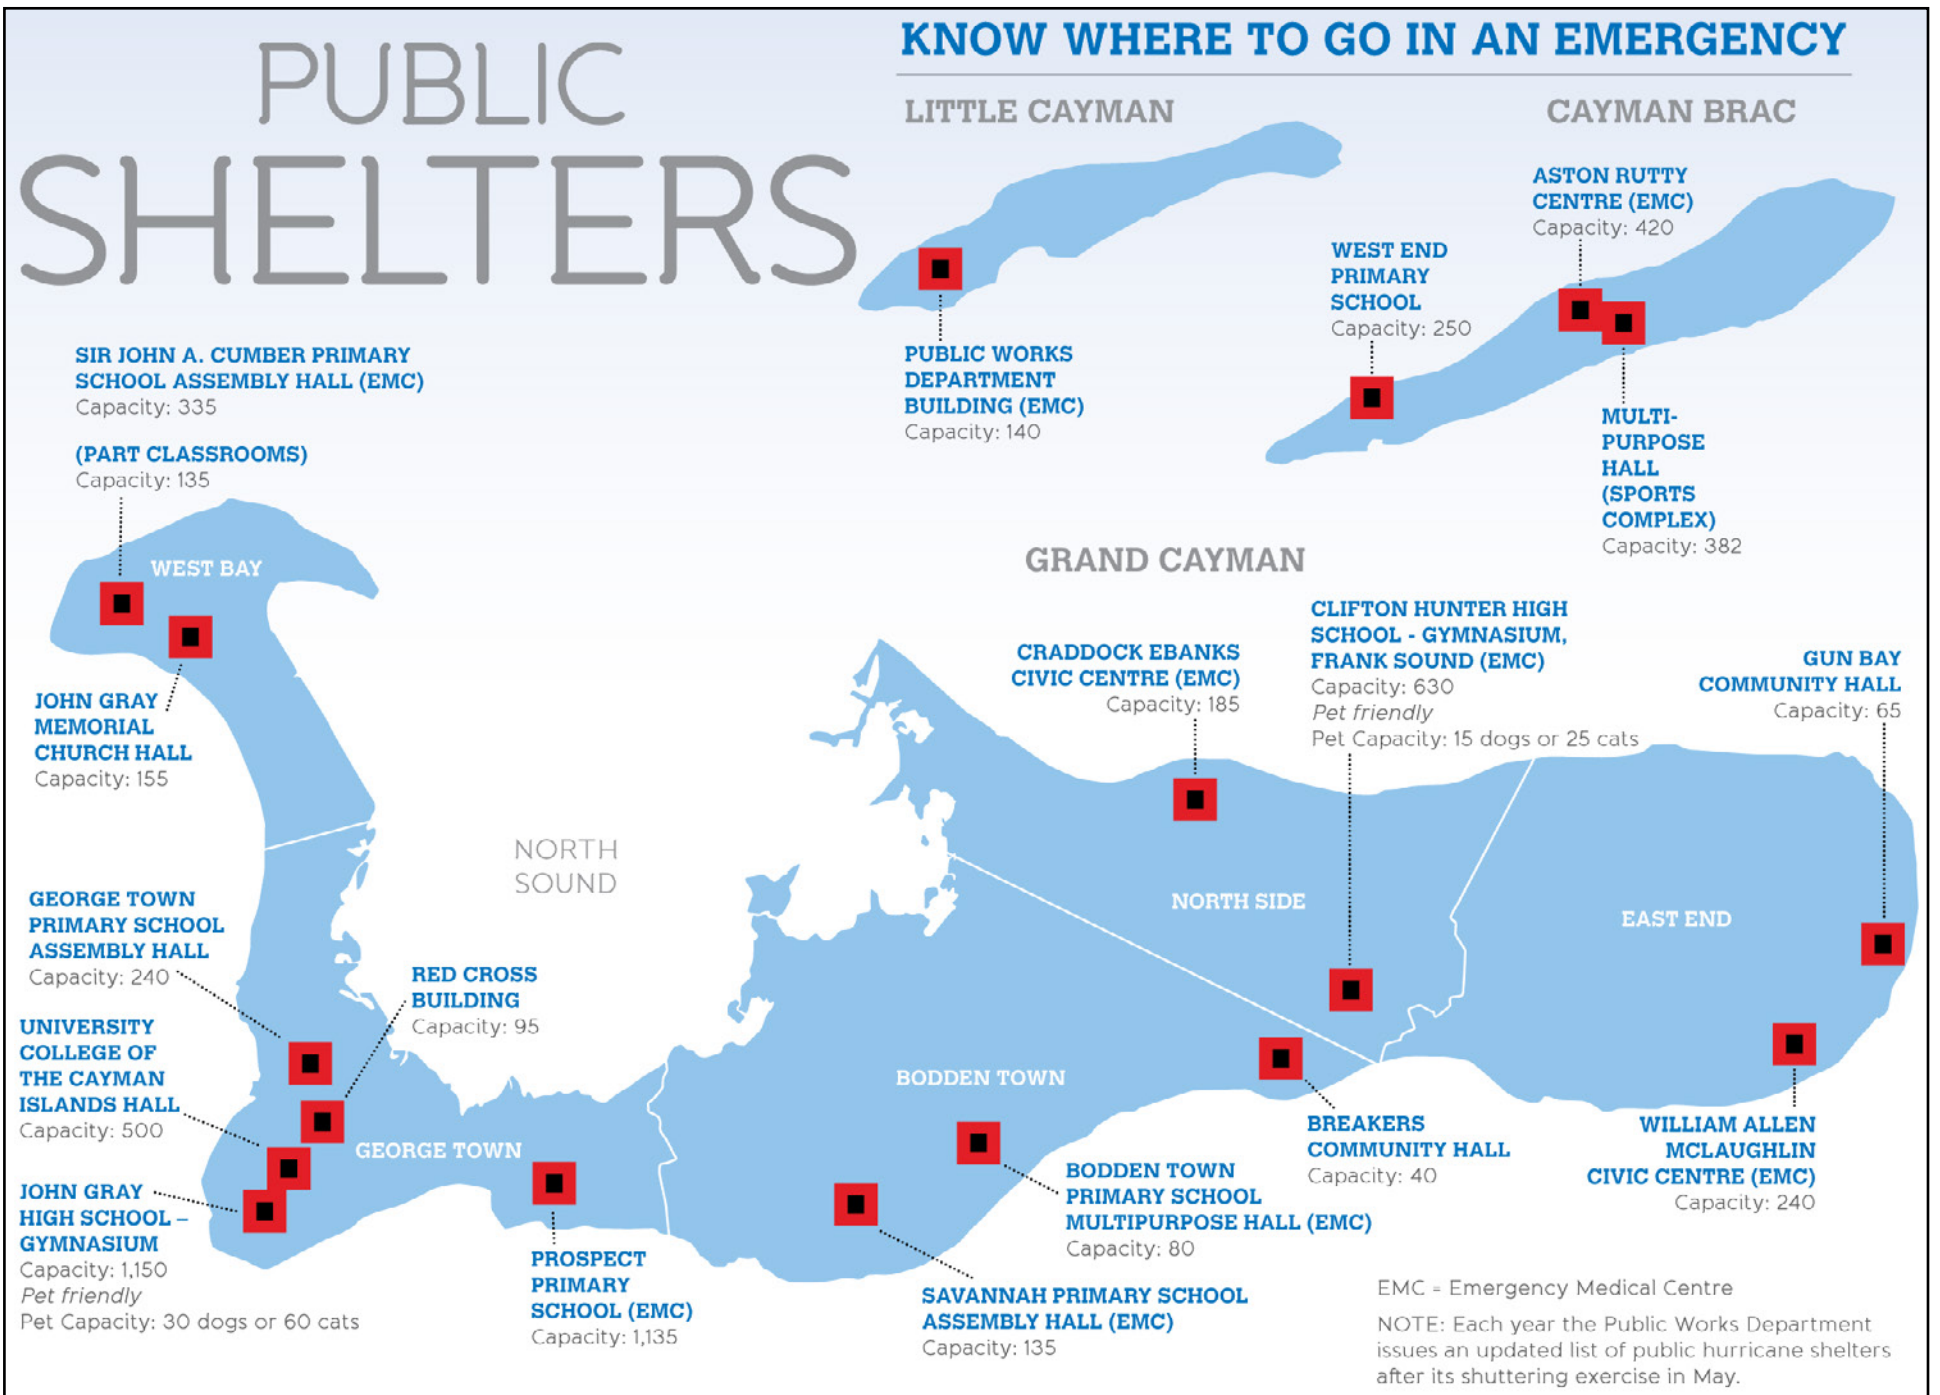 PUBLIC
SHELTERS
KNOW WHERE TO GO IN AN EMERGENCY
LITTLE CAYMAN
PUBLIC WORKS
DEPARTMENT
BUILDING (EMC)
Capacity: 140
CAYMAN BRAC
ASTON RUTTY
CENTRE (EMC)
Capacity: 420
WEST END
PRIMARY
SCHOOL
Capacity: 250
MULTI-
PURPOSE
HALL
(SPORTS
COMPLEX)
Capacity: 382
SIR JOHN A. CUMBER PRIMARY
SCHOOL ASSEMBLY HALL (EMC)
Capacity: 335
(PART CLASSROOMS)
Capacity: 135
WEST BAY
JOHN GRAY
MEMORIAL
CHURCH HALL
Capacity: 155
GRAND CAYMAN
CRADDOCK EBANKS
CIVIC CENTRE (EMC)
Capacity: 185
CLIFTON HUNTER HIGH
SCHOOL - GYMNASIUM,
FRANK SOUND (EMC)
Capacity: 630
Pet friendly
Pet Capacity: 15 dogs or 25 cats
GUN BAY
COMMUNITY HALL
Capacity: 65
NORTH
SOUND
NORTH SIDE
EAST END
GEORGE TOWN
PRIMARY SCHOOL
ASSEMBLY HALL
Capacity: 240
RED CROSS
BUILDING
Capacity: 95
UNIVERSITY
COLLEGE OF
THE CAYMAN
ISLANDS HALL
Capacity: 500
GEORGE TOWN
BODDEN TOWN
JOHN GRAY
HIGH SCHOOL –
GYMNASIUM
Capacity: 1,150
Pet friendly
Pet Capacity: 30 dogs or 60 cats
PROSPECT
PRIMARY
SCHOOL (EMC)
Capacity: 1,135
SAVANNAH PRIMARY SCHOOL
ASSEMBLY HALL (EMC)
Capacity: 135
BODDEN TOWN
PRIMARY SCHOOL
MULTIPURPOSE HALL (EMC)
Capacity: 80
BREAKERS
COMMUNITY HALL
Capacity: 40
WILLIAM ALLEN
MCLAUGHLIN
CIVIC CENTRE (EMC)
Capacity: 240
EMC = Emergency Medical Centre
NOTE: Each year the Public Works Department
issues an updated list of public hurricane shelters
after its shuttering exercise in May.